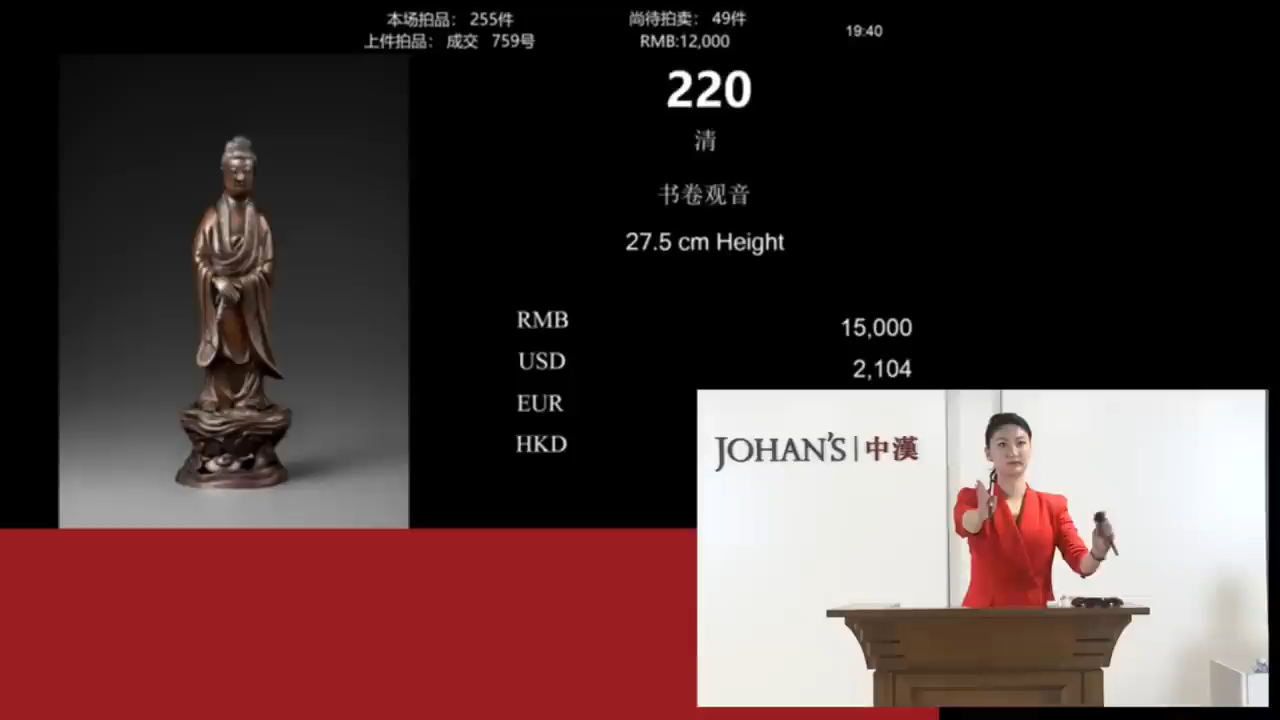 本场拍品： 255件
上件拍品： 成交 759号
尚待拍卖： 49件
RMB:12,000
19:40
220
清
书卷观音
27.5 cm Height
RMB 15,000
USD 2,104
EUR
HKD
JOHAN'S | 中漢